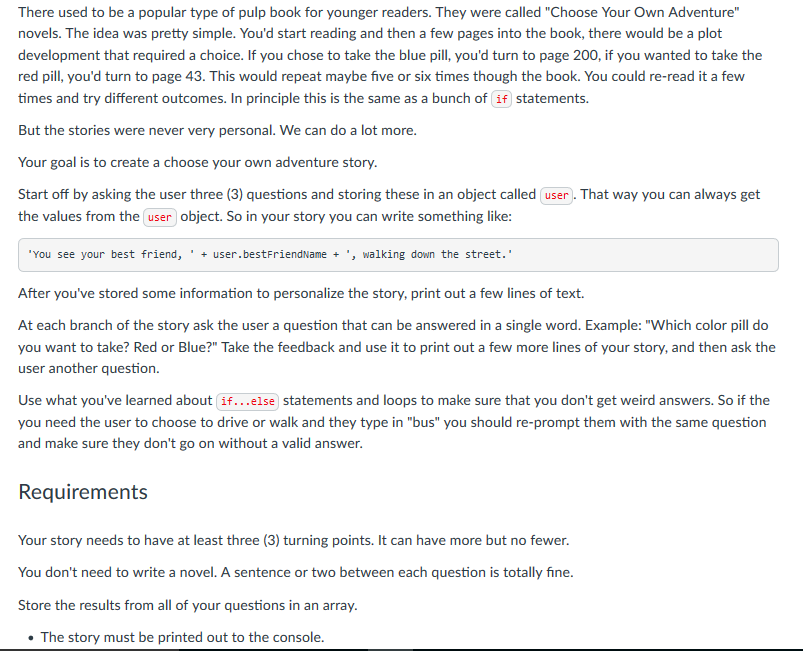 There used to be a popular type of pulp book for younger readers. They were called "Choose Your Own Adventure"
novels. The idea was pretty simple. You'd start reading and then a few pages into the book, there would be a plot
development that required a choice. If you chose to take the blue pill, you'd turn to page 200, if you wanted to take the
red pill, you'd turn to page 43. This would repeat maybe five or six times though the book. You could re-read it a few
times and try different outcomes. In principle this is the same as a bunch of if statements.
But the stories were never very personal. We can do a lot more.
Your goal is to create a choose your own adventure story.
Start off by asking the user three (3) questions and storing these in an object called user. That way you can always get
the values from the user object. So in your story you can write something like:
'You see your best friend, ' + user.bestFriendName + ', walking down the street.'
After you've stored some information to personalize the story, print out a few lines of text.
At each branch of the story ask the user a question that can be answered in a single word. Example: "Which color pill do
you want to take? Red or Blue?" Take the feedback and use it to print out a few more lines of your story, and then ask the
user another question.
Use what you've learned about if...else statements and loops to make sure that you don't get weird answers. So if the
you need the user to choose to drive or walk and they type in "bus" you should re-prompt them with the same question
and make sure they don't go on without a valid answer.
Requirements
Your story needs to have at least three (3) turning points. It can have more but no fewer.
You don't need to write a novel. A sentence or two between each question is totally fine.
Store the results from all of your questions in an array.
• The story must be printed out to the console.